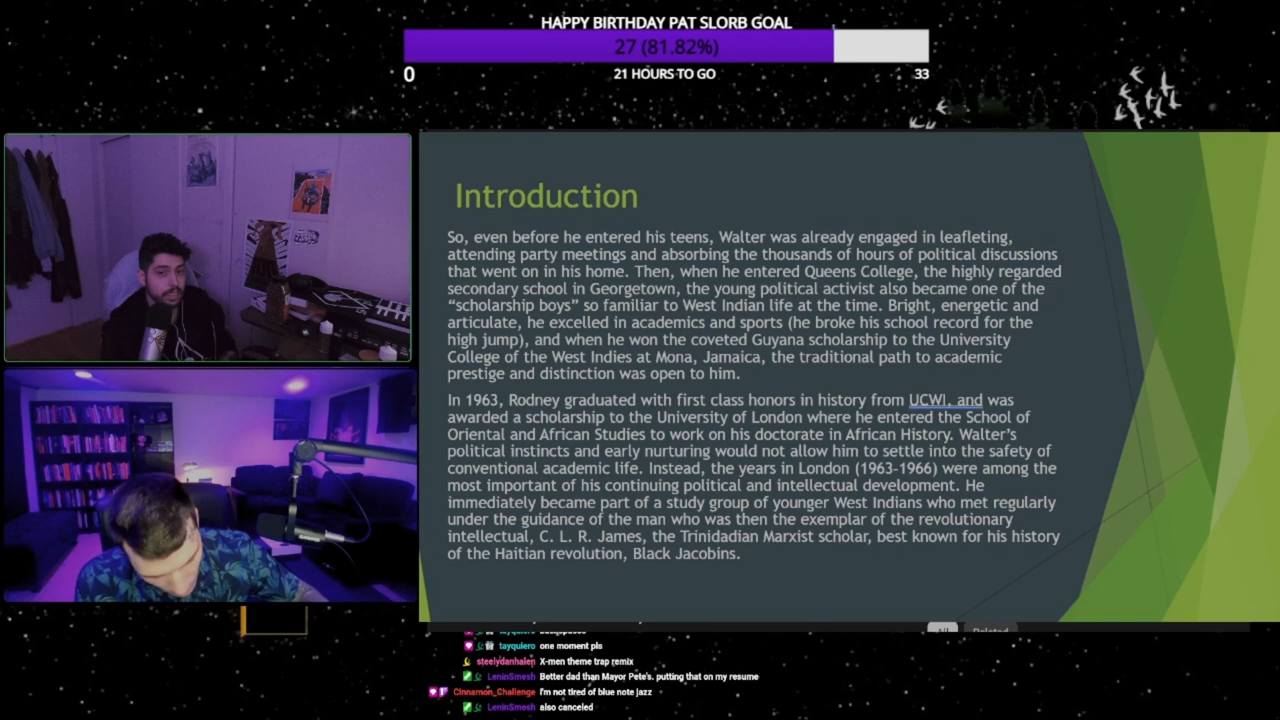 HAPPY BIRTHDAY PAT SLORB GOAL
27 (81.82%)
0
21 HOURS TO GO
33
Introduction
So, even before he entered his teens, Walter was already engaged in leafleting,
attending party meetings and absorbing the thousands of hours of political discussions
that went on in his home. Then, when he entered Queens College, the highly regarded
secondary school in Georgetown, the young political activist also became one of the
“scholarship boys” so familiar to West Indian life at the time. Bright, energetic and
articulate, he excelled in academics and sports (he broke his school record for the
high jump), and when he won the coveted Guyana scholarship to the University
College of the West Indies at Mona, Jamaica, the traditional path to academic
prestige and distinction was open to him.
In 1963, Rodney graduated with first class honors in history from UCWI, and was
awarded a scholarship to the University of London where he entered the School of
Oriental and African Studies to work on his doctorate in African History. Walter’s
political instincts and early nurturing would not allow him to settle into the safety of
conventional academic life. Instead, the years in London (1963-1966) were among the
most important of his continuing political and intellectual development. He
immediately became part of a study group of younger West Indians who met regularly
under the guidance of the man who was then the exemplar of the revolutionary
intellectual, C. L. R. James, the Trinidadian Marxist scholar, best known for his history
of the Haitian revolution, Black Jacobins.
All Related
tayquiero
tayquiero one moment pls
steelydanhalen X-men theme trap remix
LeninSmesh Better dad than Mayor Pete's. putting that on my resume
Cinnamon_Challenge I'm not tired of blue note jazz
LeninSmesh also canceled